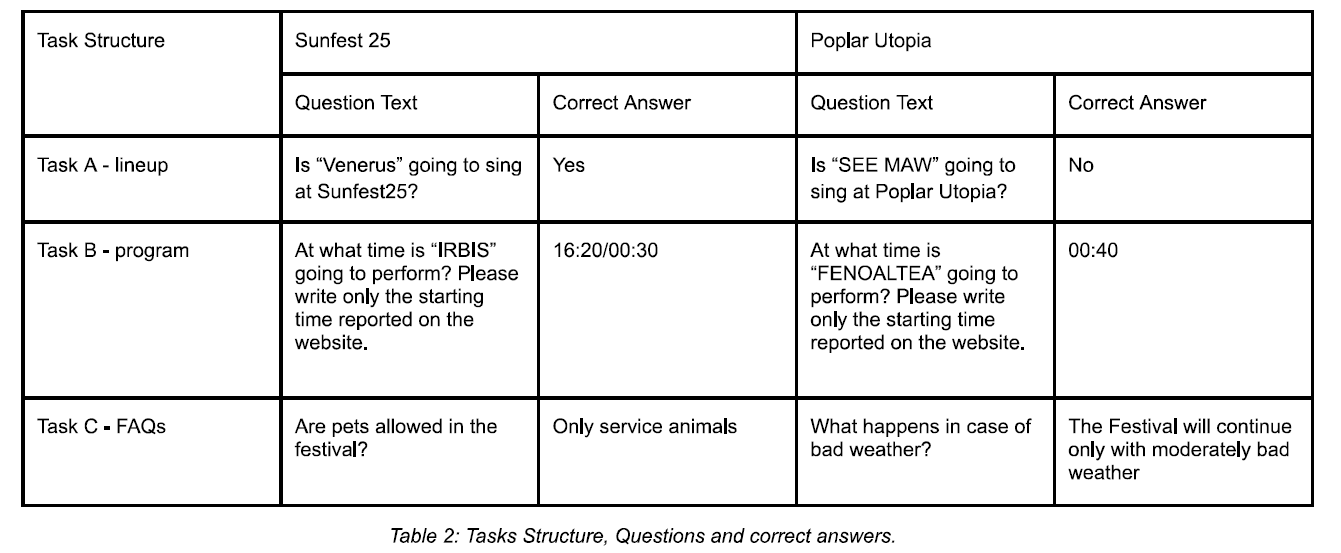 Task Structure
Sunfest 25
Poplar Utopia
Question Text
Correct Answer
Question Text
Correct Answer
Task A - lineup
Is “Venerus” going to sing
at Sunfest25?
Yes
Is “SEE MAW” going to
sing at Poplar Utopia?
No
Task B - program
At what time is “IRBIS”
going to perform? Please
write only the starting
time reported on the
website.
16:20/00:30
At what time is
“FENOALTEA” going to
perform? Please write
only the starting time
reported on the website.
00:40
Task C - FAQs
Are pets allowed in the
festival?
Only service animals
What happens in case of
bad weather?
The Festival will continue
only with moderately bad
weather
Table 2: Tasks Structure, Questions and correct answers.